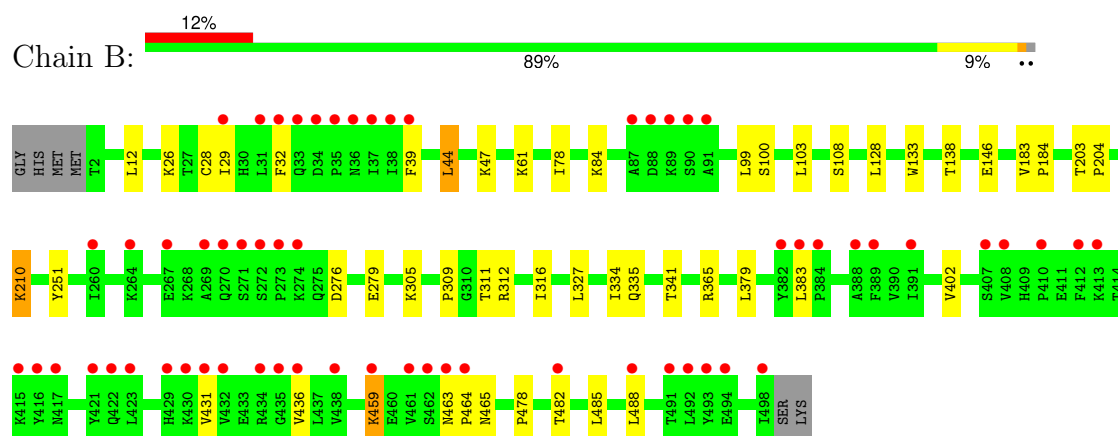 12%
Chain B:
89% 9% ••
GLY HIS MET MET T2 L12 K26 T27 C28 I29 H30 L31 F32 Q33 D34 P35 N36 I37 I38 F39 L44 K47 K61 I78 K84 A87 D88 K89 S90 A91 L99 S100 L103 S108 L128 W133 T138 E146 V183 P184 T203 P204
K210 Y251 I260 K264 E267 K268 A269 Q270 S271 S272 P273 K274 Q275 D276 E279 K305 P309 G310 T311 R312 I316 L327 I334 Q335 T341 R365 L379 Y382 L383 P384 A388 F389 V390 I391 V402 S407 V408 H409 P410 E411 F412 K413 T414
K415 Y416 N417 Y421 Q422 L423 H429 K430 V431 V432 E433 R434 G435 V436 L437 V438 K459 E460 V461 S462 N463 P464 N465 P478 T482 L485 L488 T491 L492 Y493 E494 I498 SER LYS